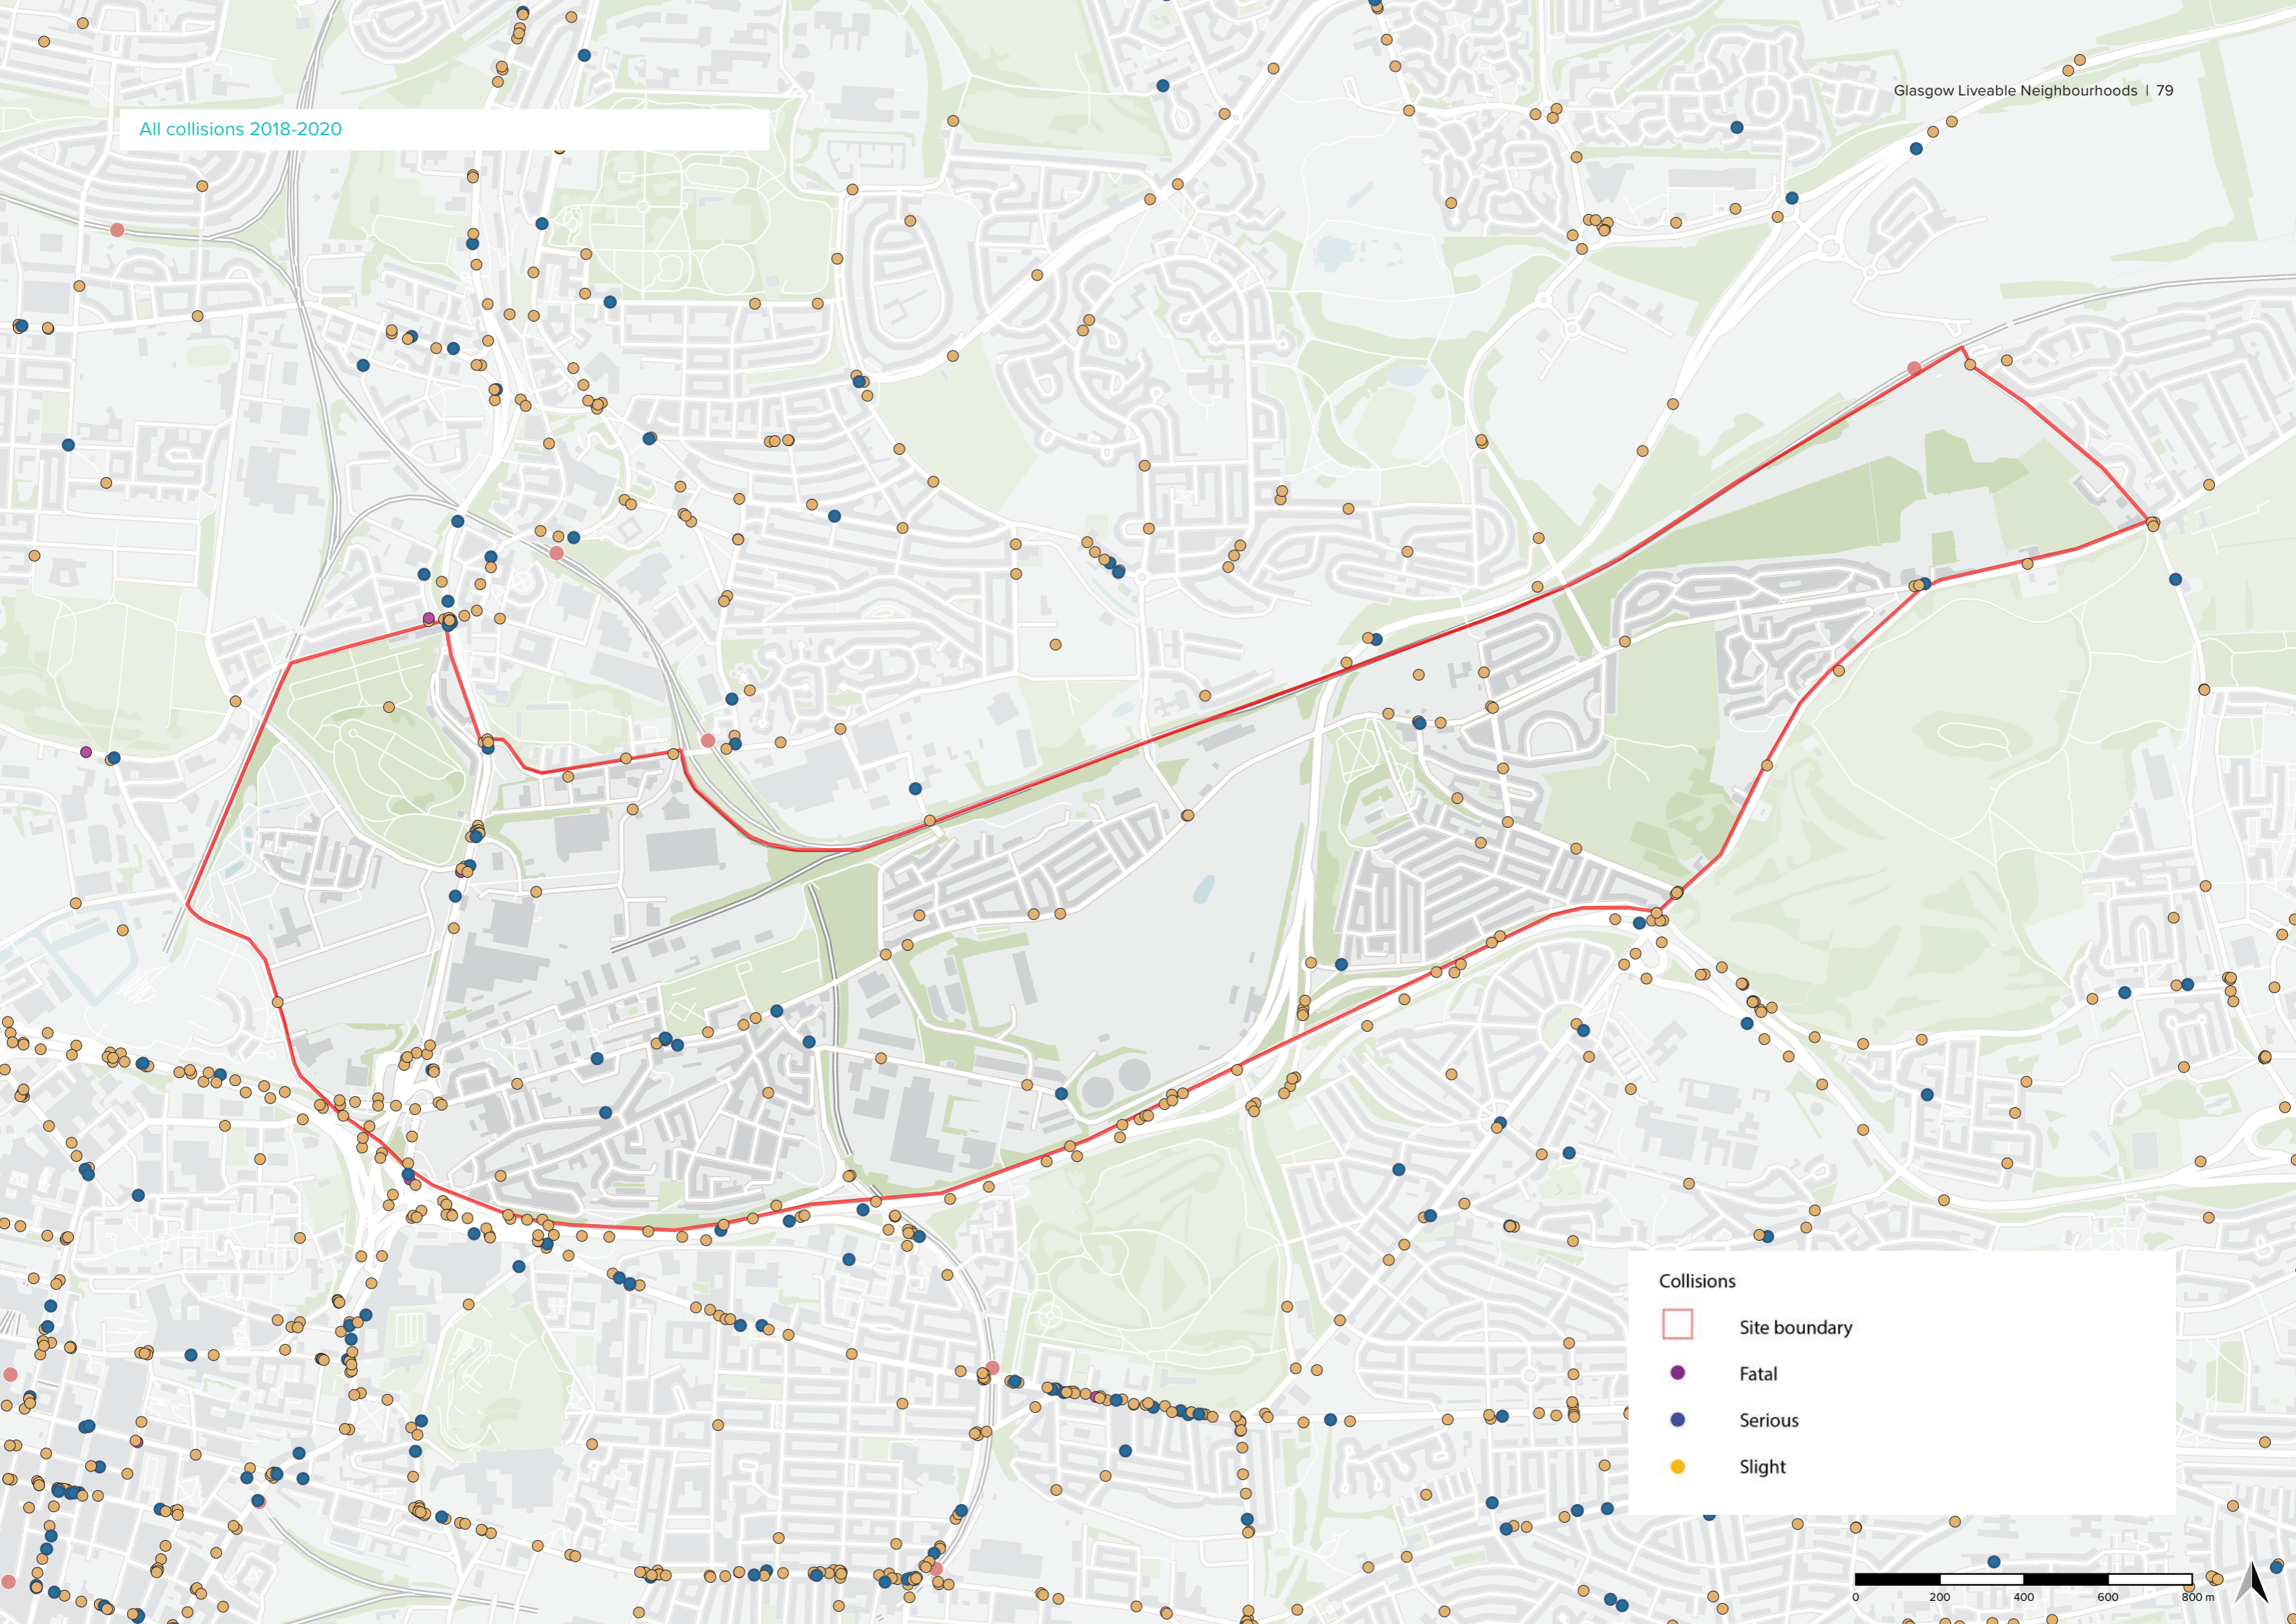 Glasgow Liveable Neighbourhoods | 79
All collisions 2018-2020
Collisions
Site boundary
Fatal
Serious
Slight
0 200 400 600 800 m